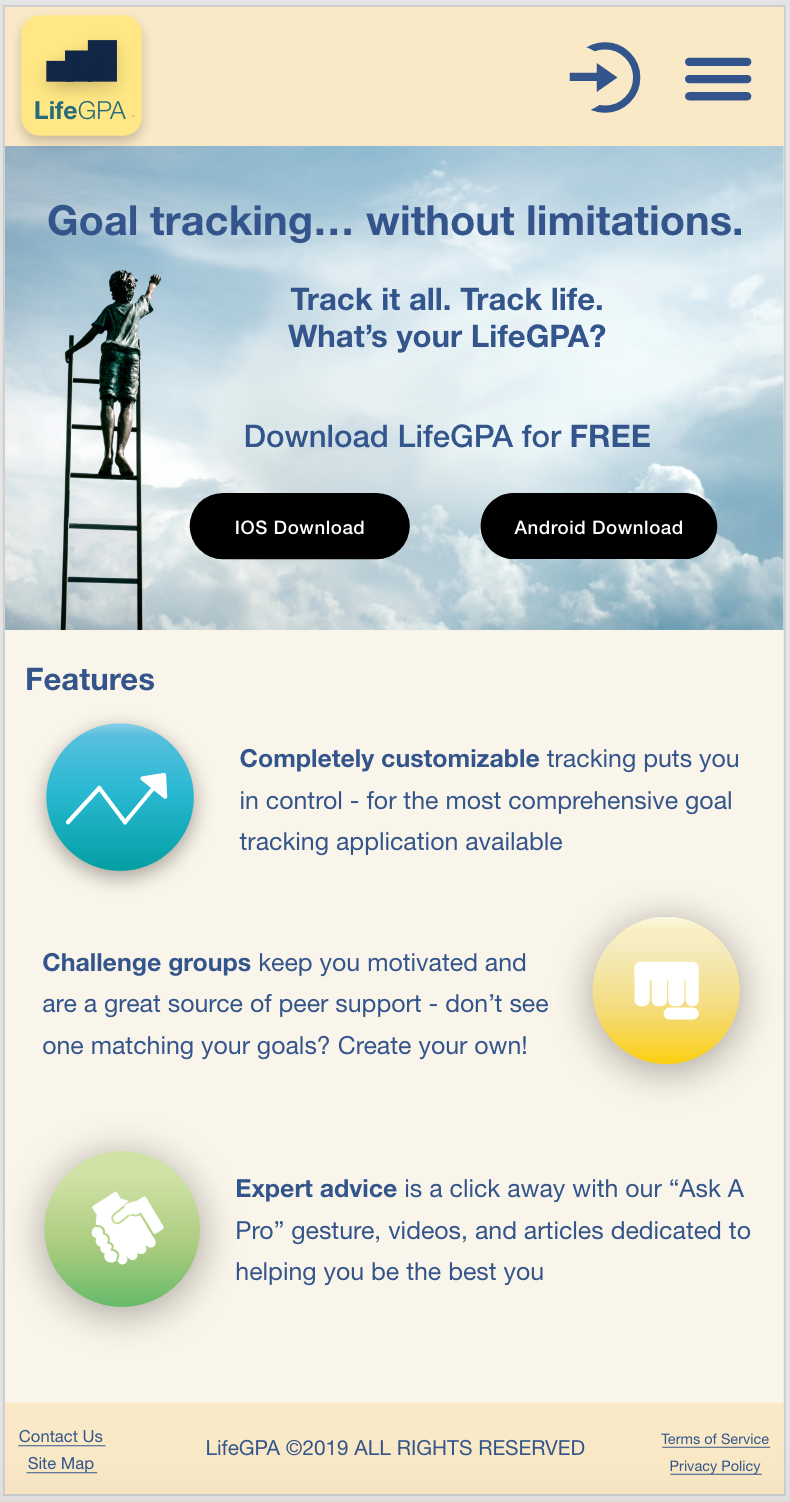 LifeGPA
Goal tracking... without limitations.
Track it all. Track life.
What’s your LifeGPA?
Download LifeGPA for FREE
IOS Download
Android Download
Features
Completely customizable tracking puts you
in control - for the most comprehensive goal
tracking application available
Challenge groups keep you motivated and
are a great source of peer support - don’t see
one matching your goals? Create your own!
Expert advice is a click away with our “Ask A
Pro” gesture, videos, and articles dedicated to
helping you be the best you
Contact Us
Site Map
LifeGPA ©2019 ALL RIGHTS RESERVED
Terms of Service
Privacy Policy